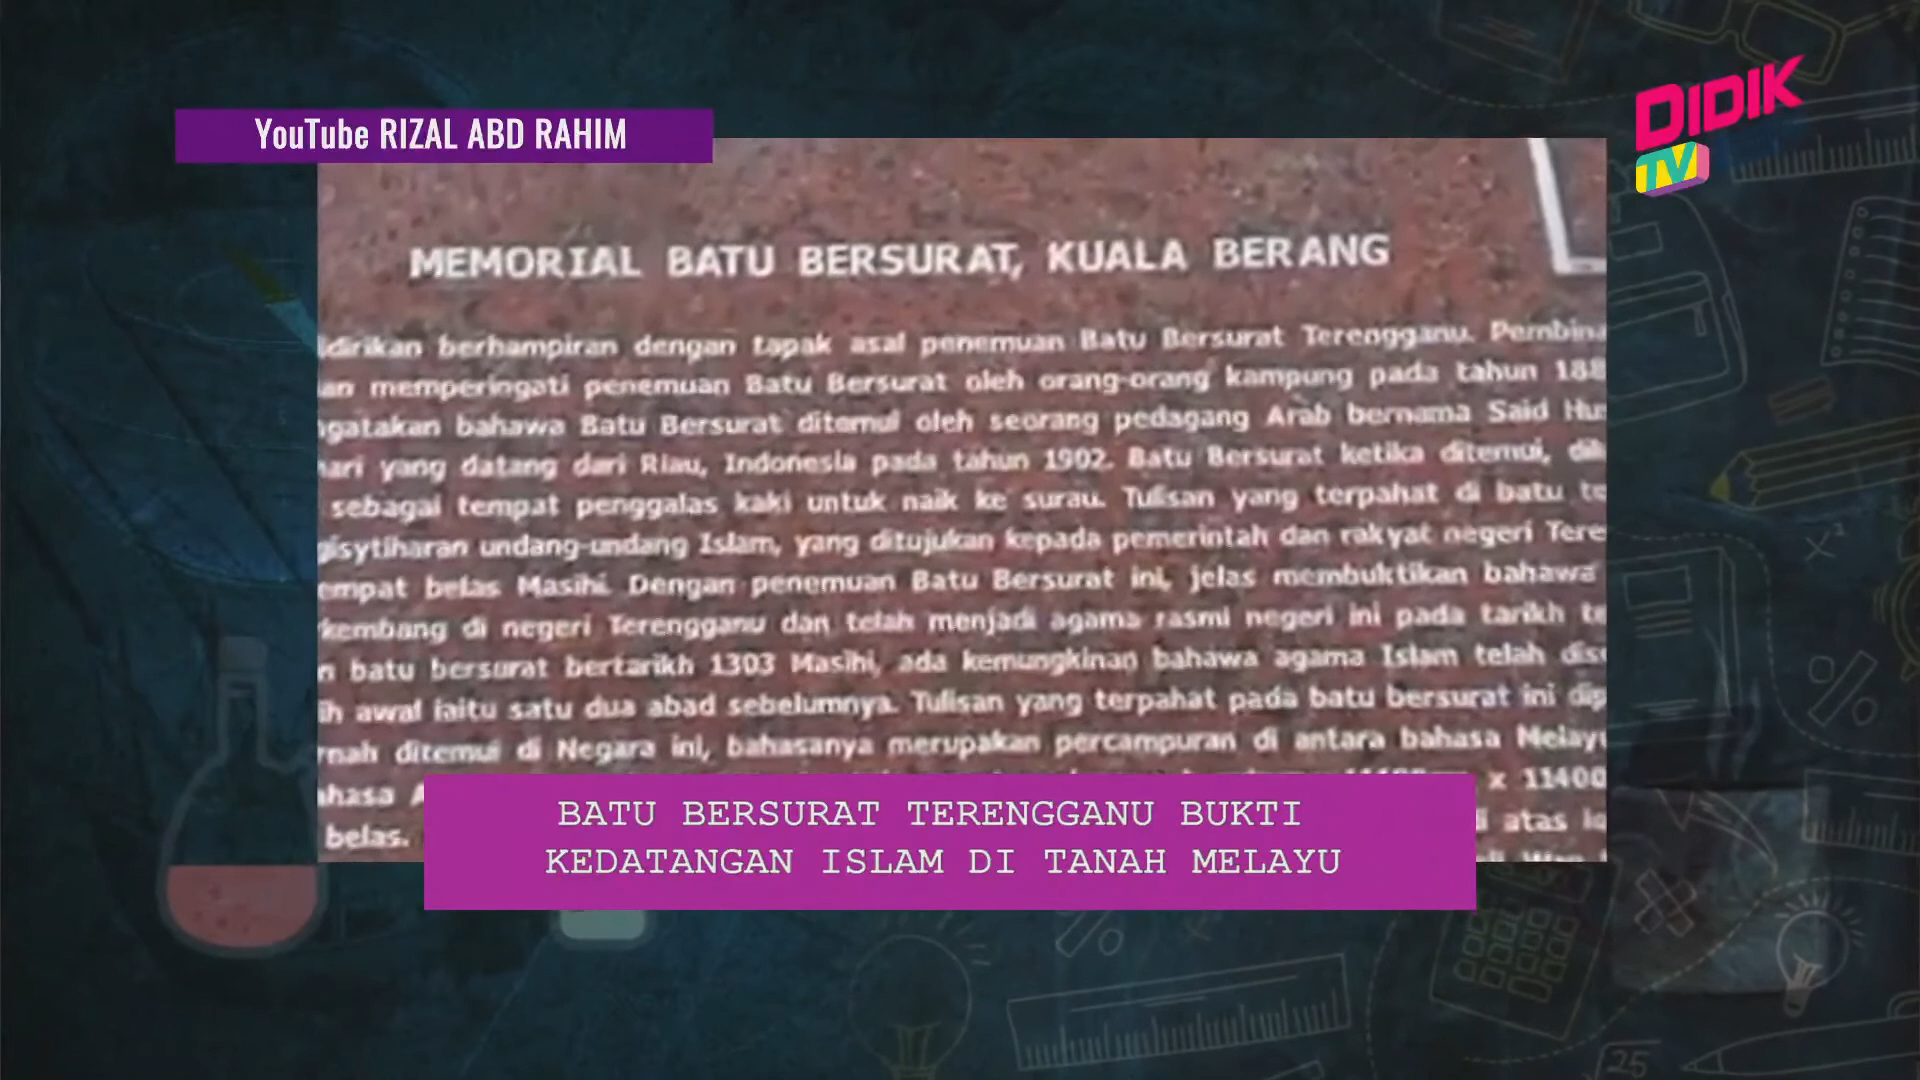 YouTube RIZAL ABD RAHIM
DIDIK
TV
MEMORIAL BATU BERSURAT, KUALA BERANG
berhampiran dengan tapak asal penemuan Batu Bersurat Terengganu.
memperingati penemuan Batu Bersurat oleh orang-orang kampung pada tahun
bahawa Batu Bersurat ditemui oleh seorang pedagang Arab bernama Said
yang datang dari Riau, Indonesia pada tahun 1902. Batu Bersurat ketika ditemui,
sebagai tempat penggalas kaki untuk naik ke surau. Tulisan yang terpahat di batu
undang-undang Islam, yang ditujukan kepada pemerintah dan rakyat negeri
belas Masihi. Dengan penemuan Batu Bersurat ini, jelas membuktikan bahawa
di negeri Terengganu dan telah menjadi agama rasmi negeri ini pada tarikh
batu bersurat bertarikh 1303 Masihi, ada kemungkinan bahawa agama Islam telah
awal iaitu satu dua abad sebelumnya. Tulisan yang terpahat pada batu bersurat ini
ditemui di Negara ini, bahasanya merupakan percampuran di antara bahasa
x 11400
belas.
atas
BATU BERSURAT TERENGGANU BUKTI
KEDATANGAN ISLAM DI TANAH MELAYU